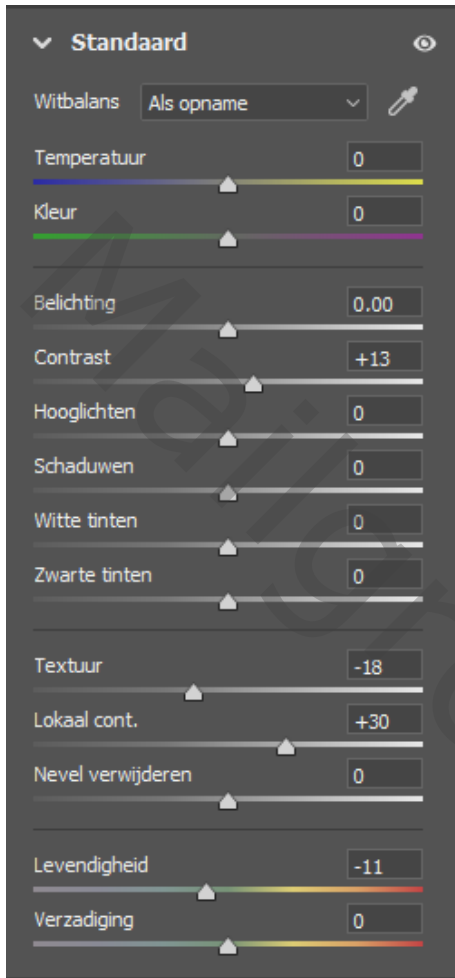 Standaard
Witbalans Als opname
Temperatuur 0
Kleur 0
Belichting 0.00
Contrast +13
Hooglichten 0
Schaduwen 0
Witte tinten 0
Zwarte tinten 0
Textuur -18
Lokaal cont. +30
Nevel verwijderen 0
Levendigheid -11
Verzadiging 0